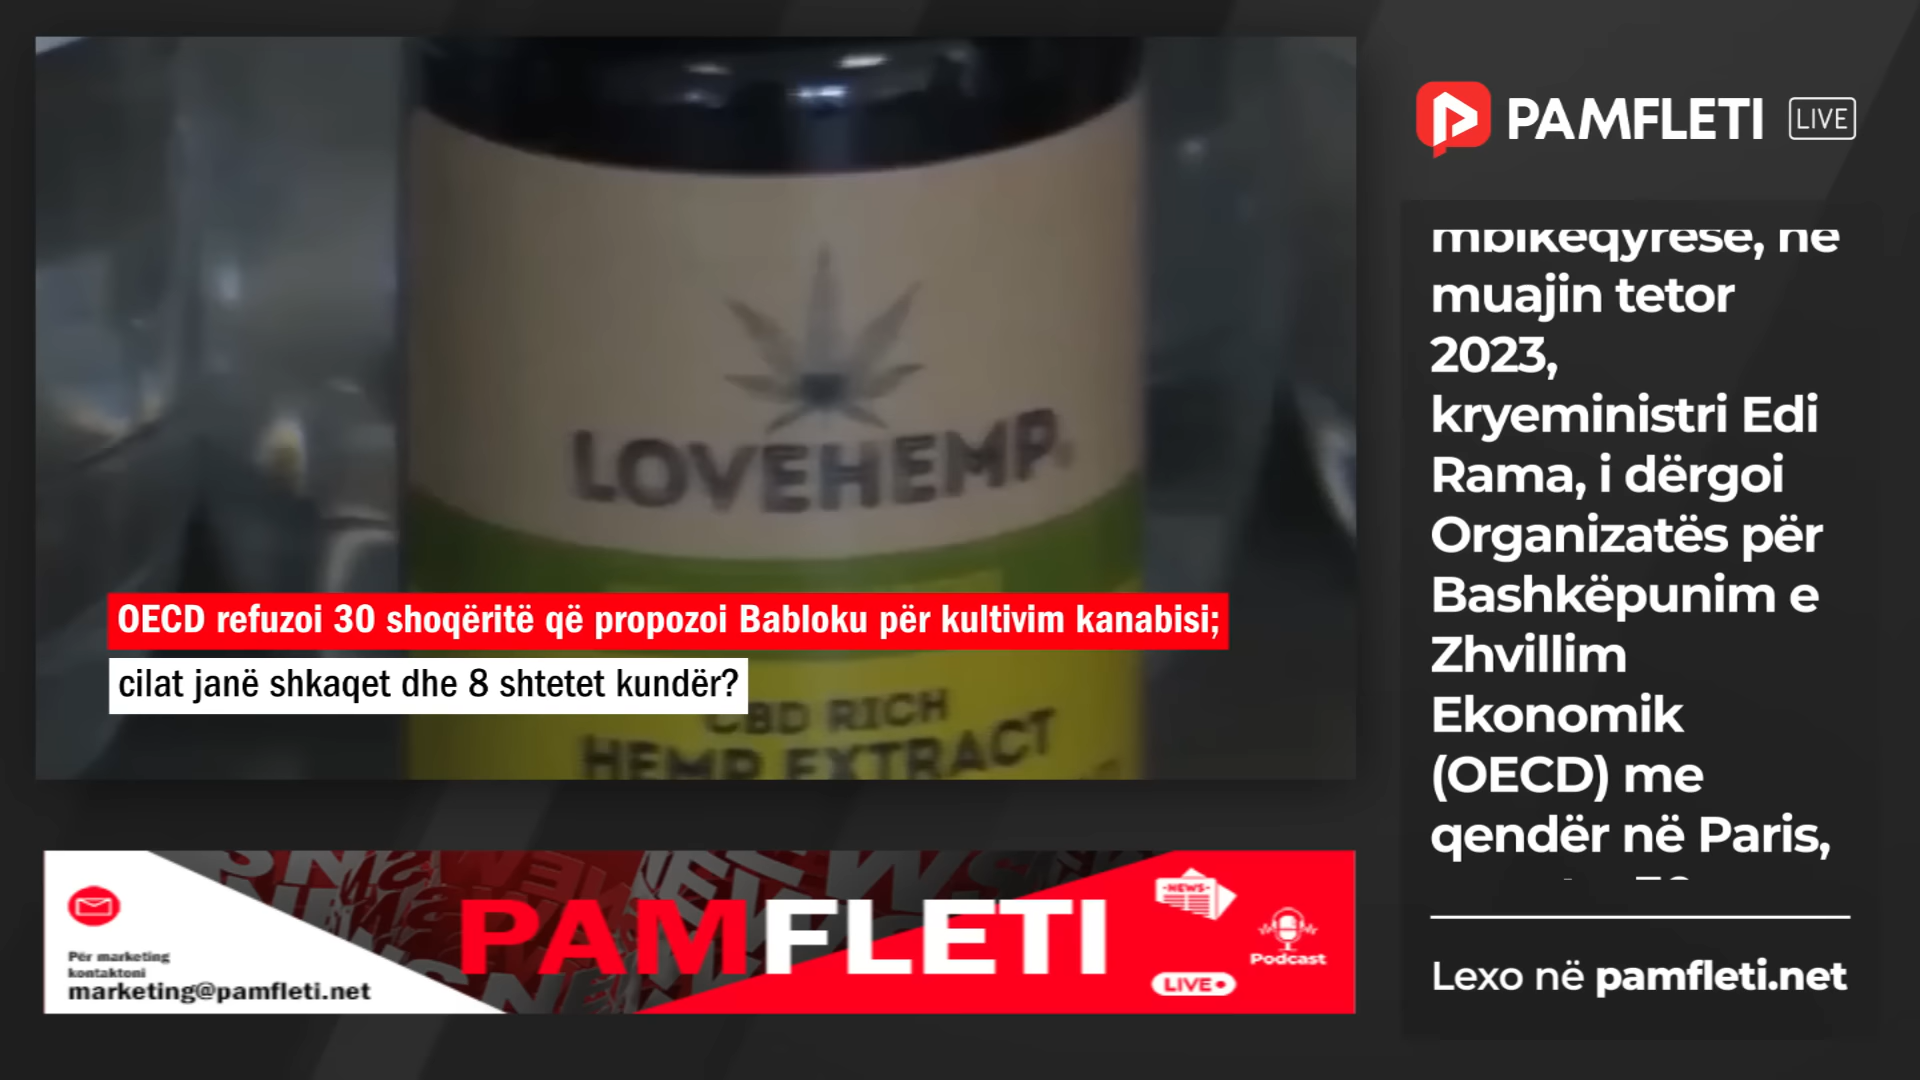 LOVEHEMP
OECD refuzoi 30 shoqëritë që propozoi Babloku për kultivim kanabisi;
cilat janë shkaqet dhe 8 shtetet kundër?
CBD RICH
HEMP EXTRACT
Për marketing
kontaktoni
marketing@pamfleti.net
PAMFLETI
NEWS
Podcast
LIVE
PAMFLETI LIVE
mbikëqyrëse, në
muajin tetor
2023,
kryeministri Edi
Rama, i dërgoi
Organizatës për
Bashkëpunim e
Zhvillim
Ekonomik
(OECD) me
qendër në Paris,
Lexo në pamfleti.net